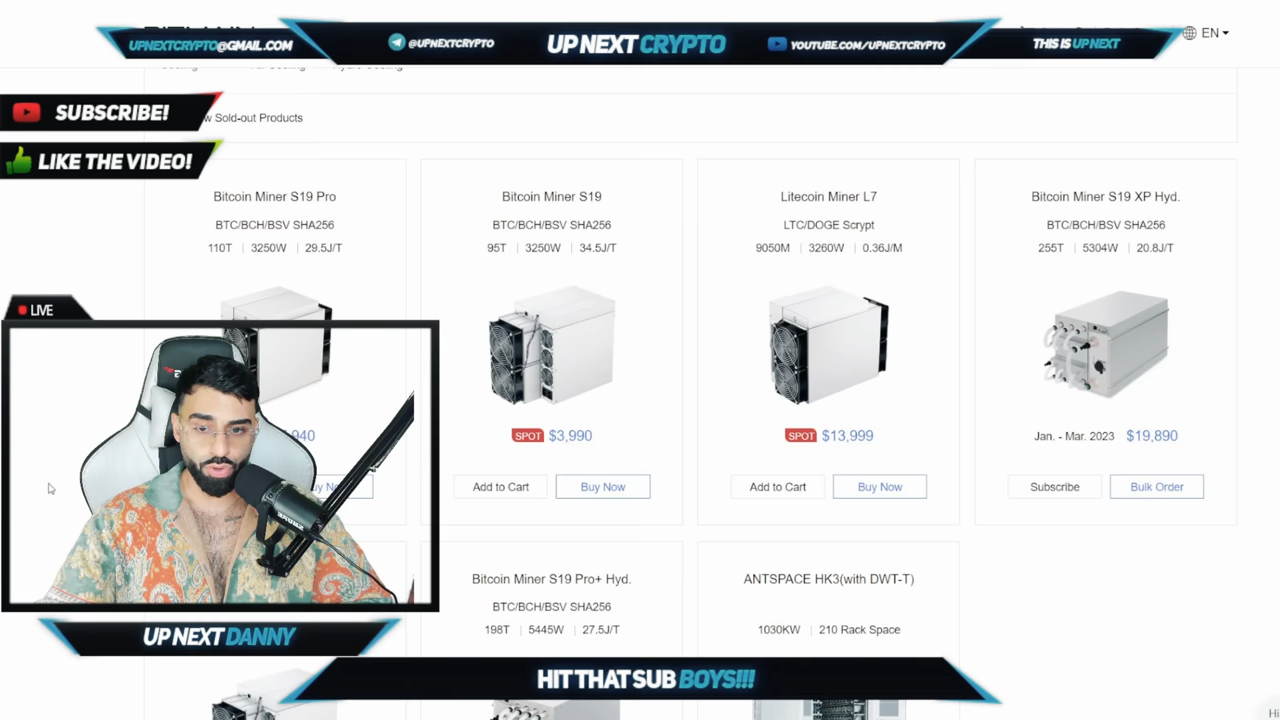 UPNEXTCRYPTO@GMAIL.COM
@UPNEXTCRYPTO
UP NEXT CRYPTO
YOUTUBE.COM/UPNEXTCRYPTO
THIS IS UP NEXT
EN
SUBSCRIBE!
Sold-out Products
LIKE THE VIDEO!
Bitcoin Miner S19 Pro
BTC/BCH/BSV SHA256
110T | 3250W | 29.5J/T
Bitcoin Miner S19
BTC/BCH/BSV SHA256
95T | 3250W | 34.5J/T
SPOT $3,990
Add to Cart
Buy Now
Litecoin Miner L7
LTC/DOGE Scrypt
9050M | 3260W | 0.36J/M
SPOT $13,999
Add to Cart
Buy Now
Bitcoin Miner S19 XP Hyd.
BTC/BCH/BSV SHA256
255T | 5304W | 20.8J/T
Jan. - Mar. 2023 $19,890
Subscribe
Bulk Order
LIVE
940
UP NEXT DANNY
Bitcoin Miner S19 Pro+ Hyd.
BTC/BCH/BSV SHA256
198T | 5445W | 27.5J/T
ANTSPACE HK3(with DWT-T)
1030KW | 210 Rack Space
HIT THAT SUB BOYS!!!